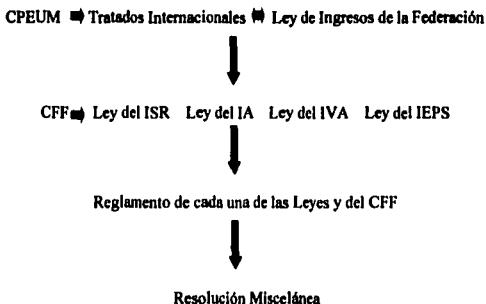 CPEUM ➡ Tratados Internacionales ➡ Ley de Ingresos de la Federación
CFF➡ Ley del ISR Ley del IA Ley del IVA Ley del IEPS
Reglamento de cada una de las Leyes y del CFF
Resolución Miscelánea